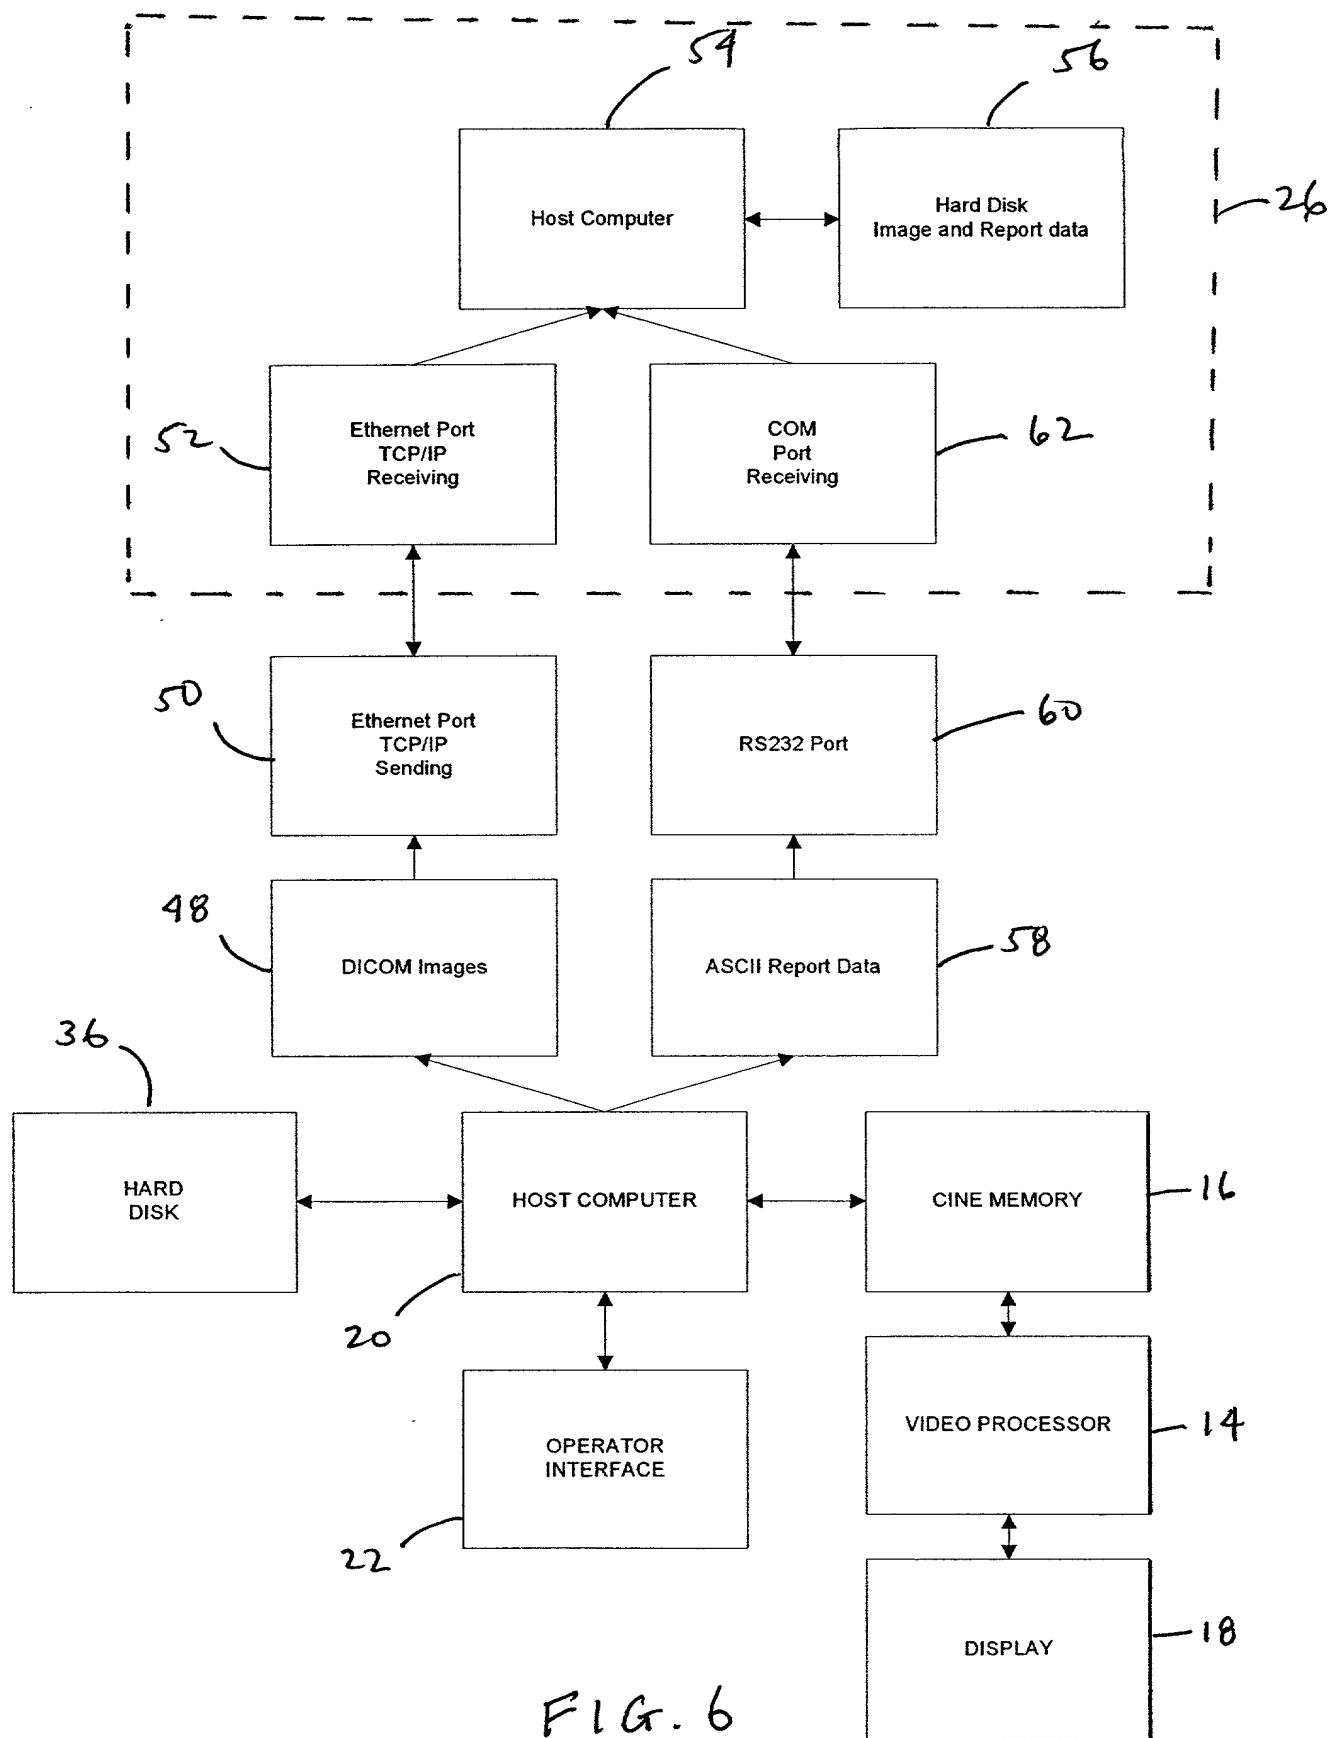 54
56
26
Host Computer
Hard Disk
Image and Report data
52
Ethernet Port
TCP/IP
Receiving
COM
Port
Receiving
62
50
Ethernet Port
TCP/IP
Sending
RS232 Port
60
48
DICOM Images
ASCII Report Data
58
36
HARD
DISK
HOST COMPUTER
CINE MEMORY
16
20
OPERATOR
INTERFACE
22
VIDEO PROCESSOR
14
DISPLAY
18
FIG. 6